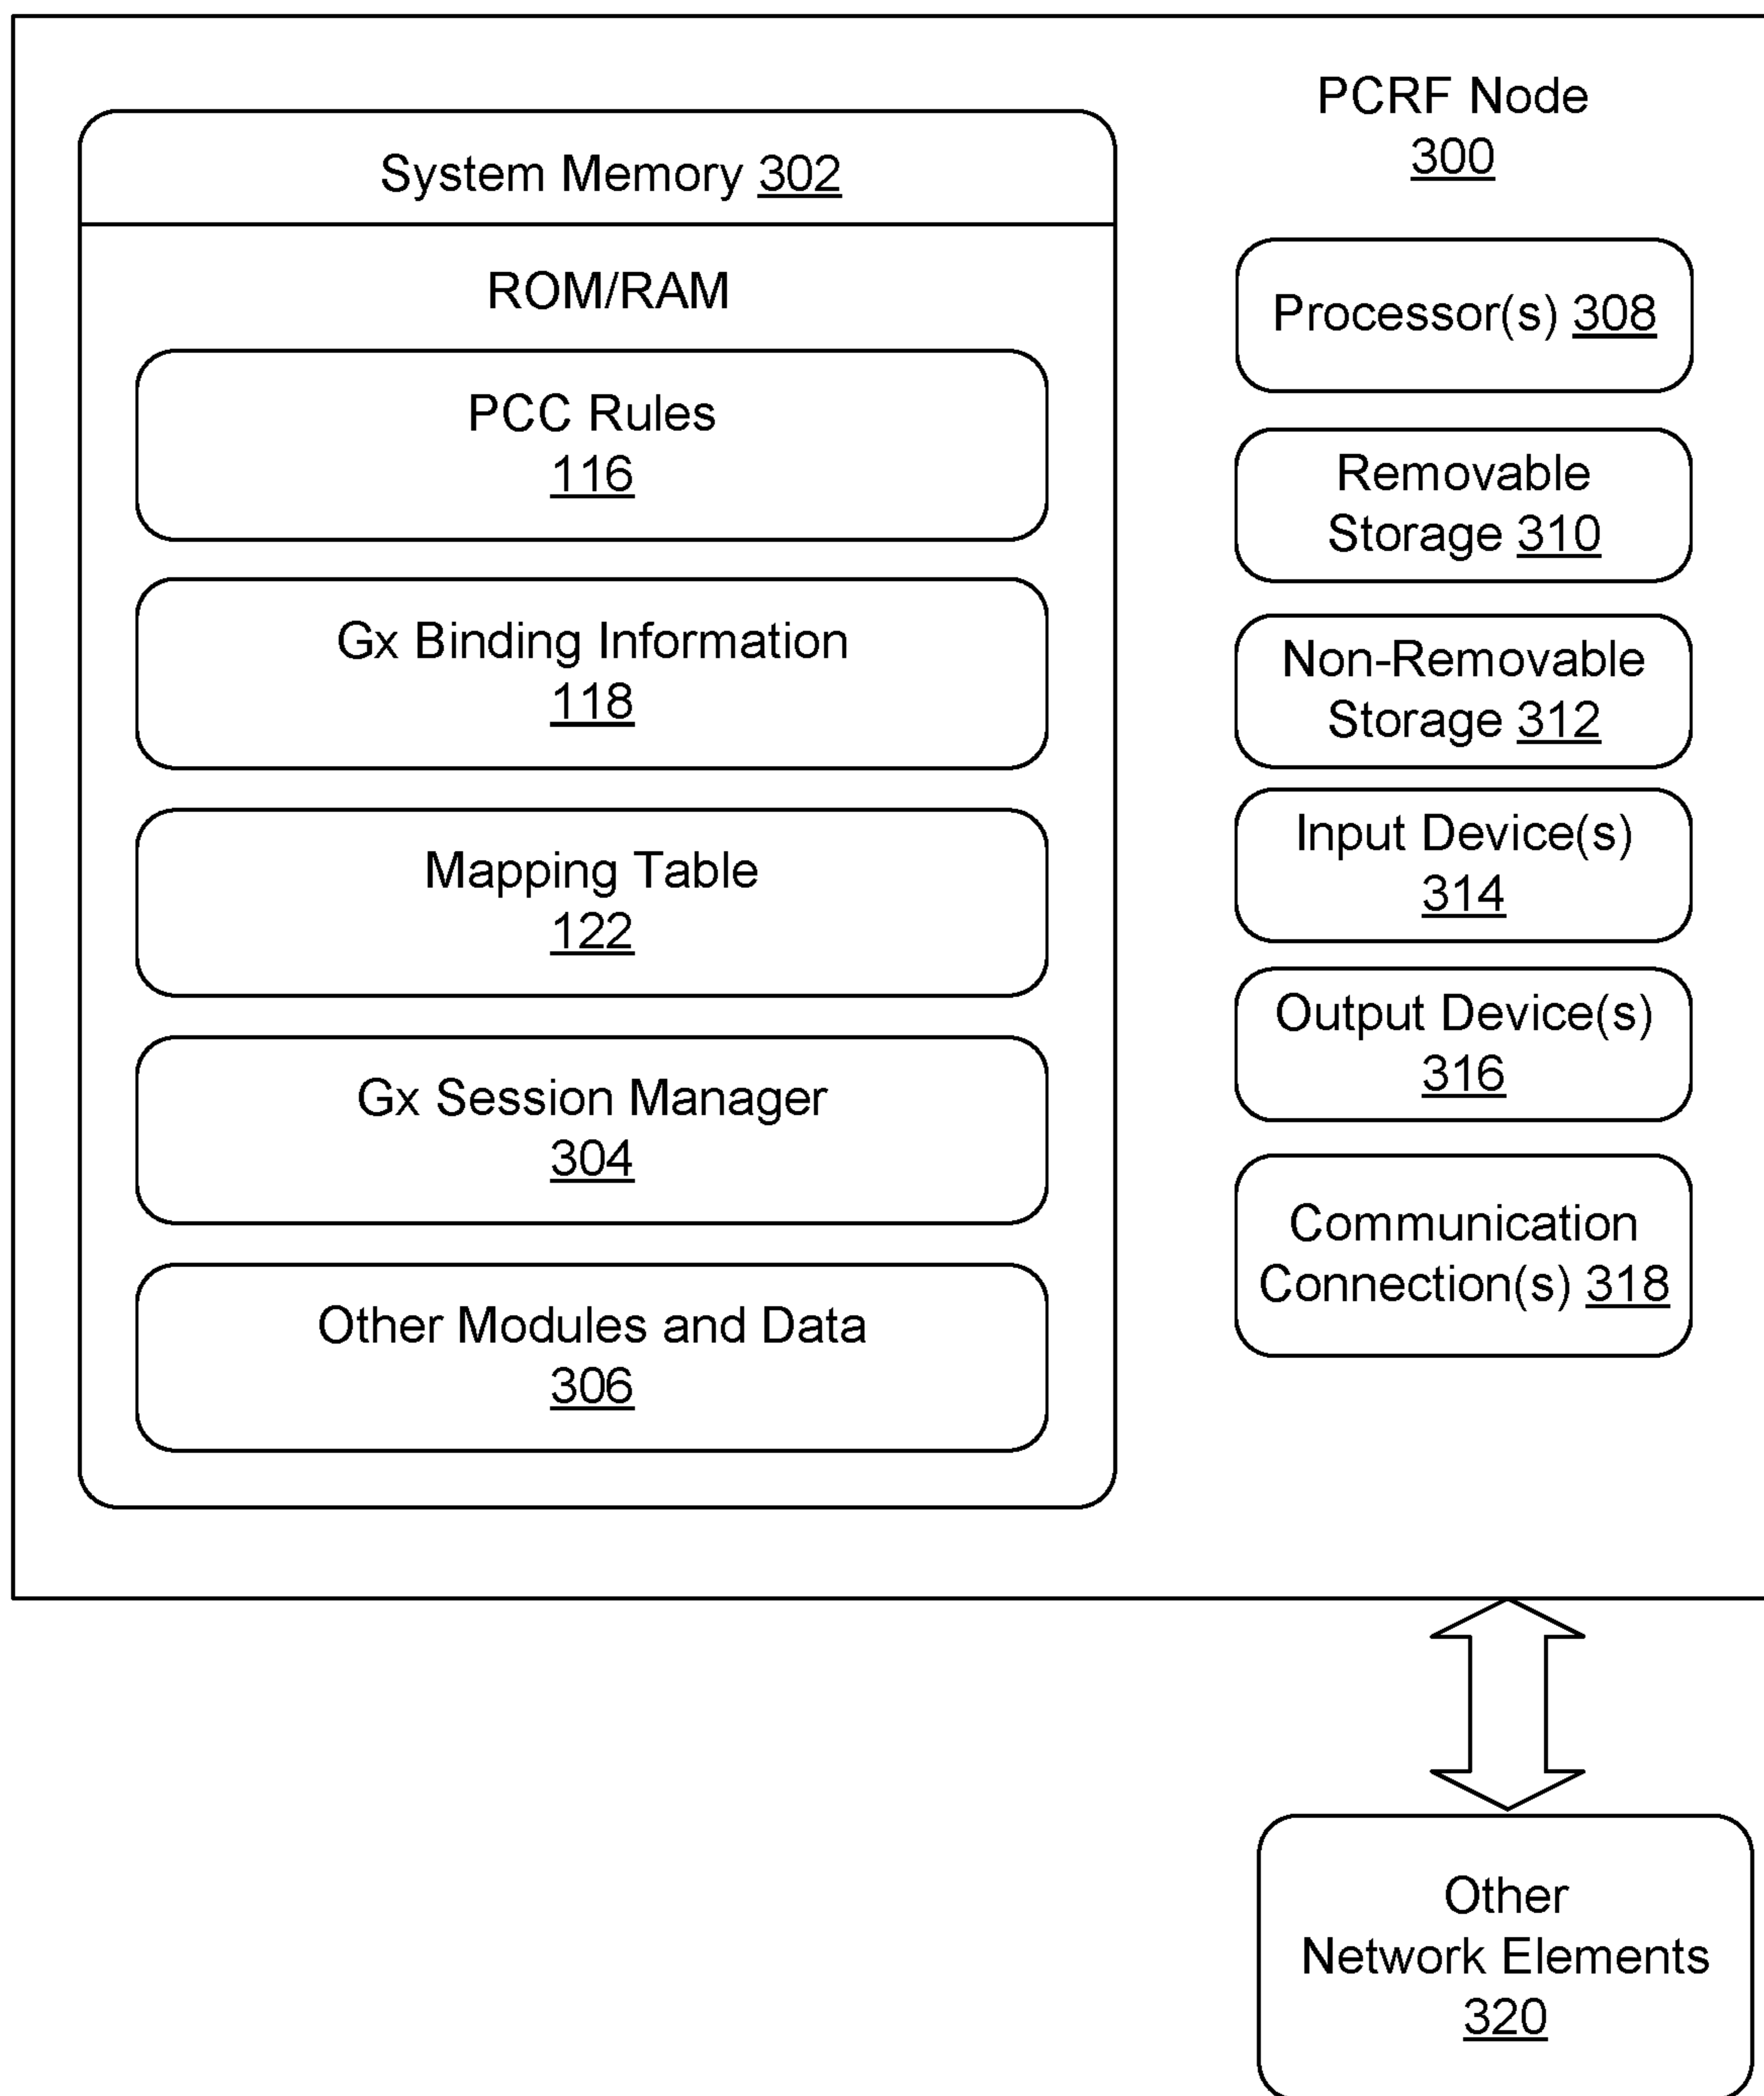 PCRF Node
300
System Memory 302
ROM/RAM
PCC Rules
116
Gx Binding Information
118
Mapping Table
122
Gx Session Manager
304
Other Modules and Data
306
Processor(s) 308
Removable
Storage 310
Non-Removable
Storage 312
Input Device(s)
314
Output Device(s)
316
Communication
Connection(s) 318
Other
Network Elements
320